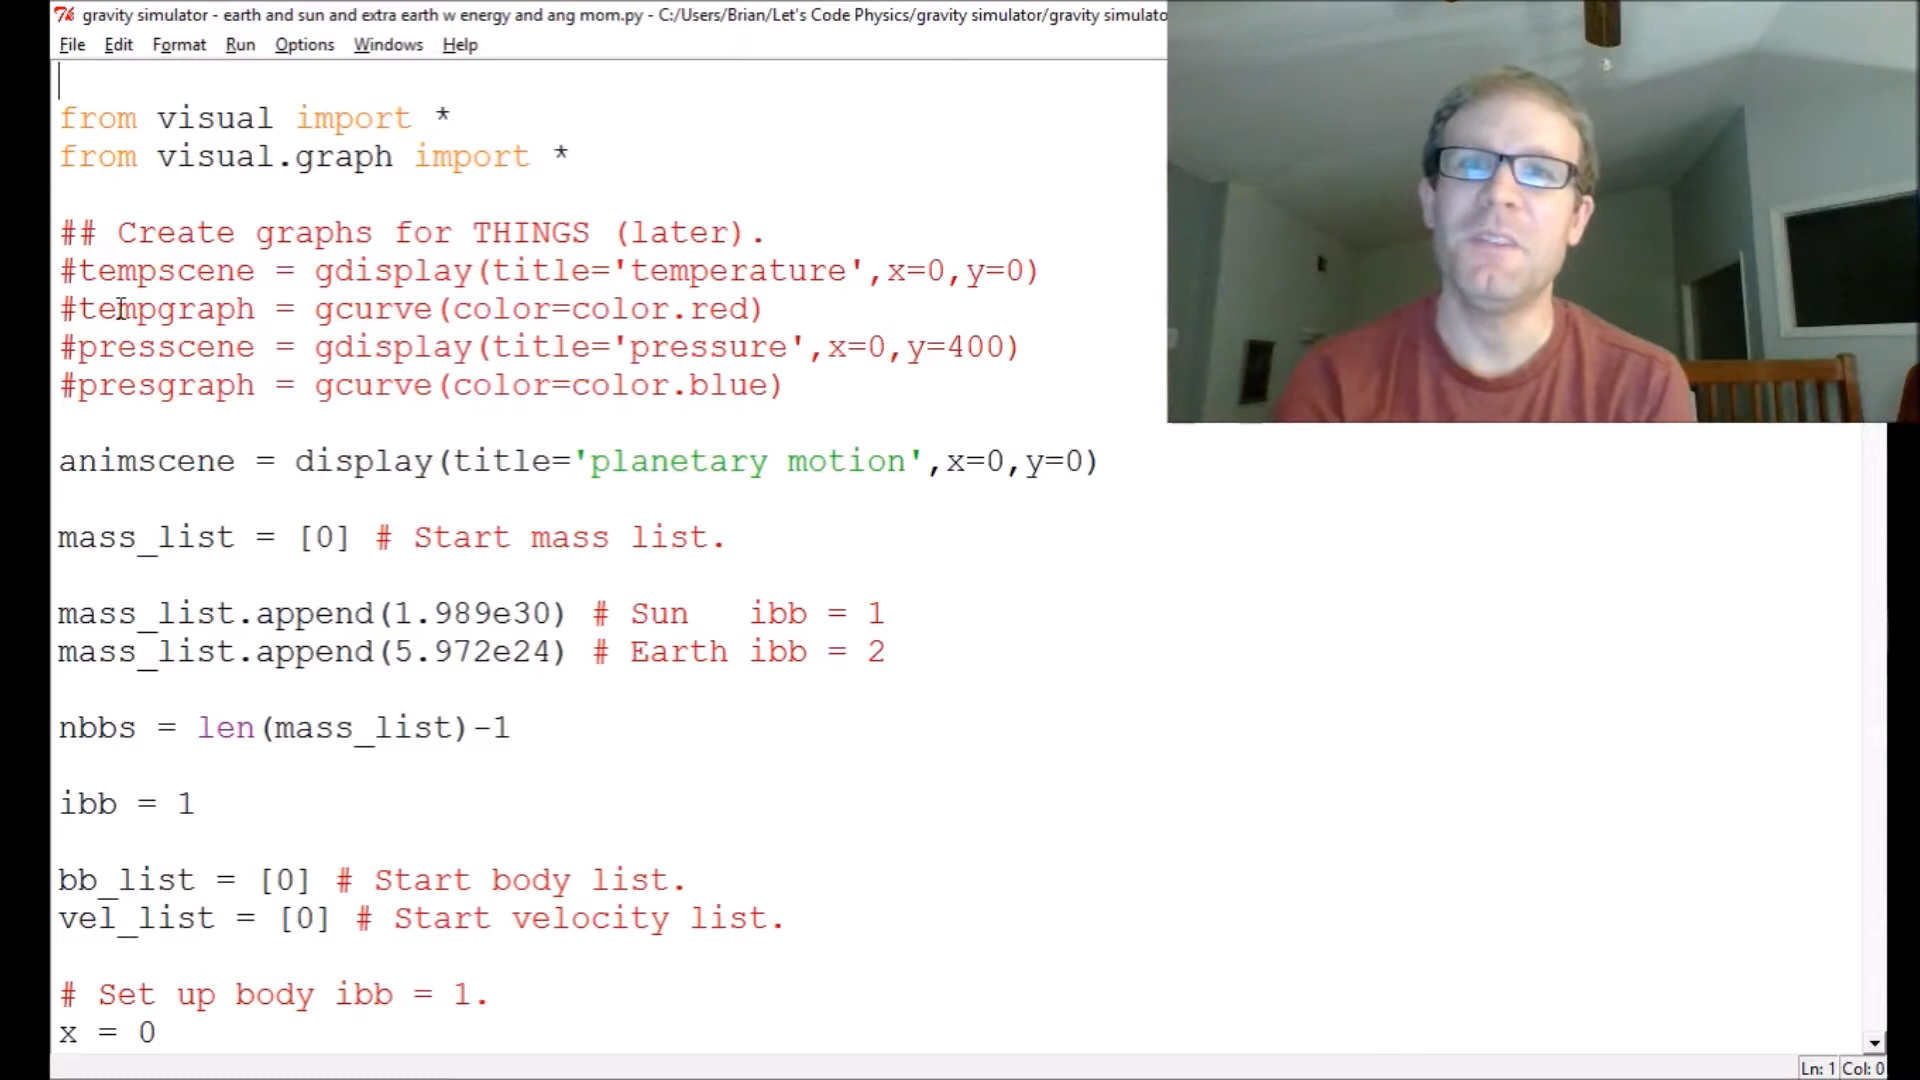 gravity simulator - earth and sun and extra earth w energy and ang mom.py - C:/Users/Brian/Let's Code Physics/gravity simulator/gravity simulato
File Edit Format Run Options Windows Help
from visual import *
from visual.graph import *
## Create graphs for THINGS (later).
#tempscene = gdisplay(title='temperature',x=0,y=0)
#tempgraph = gcurve(color=color.red)
#presscene = gdisplay(title='pressure',x=0,y=400)
#presgraph = gcurve(color=color.blue)
animscene = display(title='planetary motion',x=0,y=0)
mass_list = [0] # Start mass list.
mass_list.append(1.989e30) # Sun   ibb = 1
mass_list.append(5.972e24) # Earth ibb = 2
nbbs = len(mass_list)-1
ibb = 1
bb_list = [0] # Start body list.
vel_list = [0] # Start velocity list.
# Set up body ibb = 1.
x = 0
Ln: 1 Col: 0